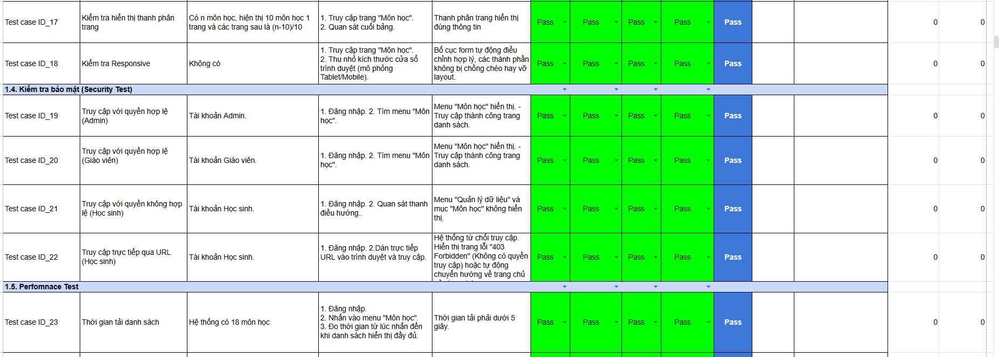 Test case ID_17
Kiểm tra hiển thị thanh phân
trang
Có n môn học, hiện thị 10 môn học 1
trang và các trang sau là (n-10)/10
1. Truy cập trang "Môn học".
2. Quan sát cuối bảng.
Thanh phân trang hiển thị
đúng thông tin
Pass
Pass
Pass
Pass
Pass
0
0
Test case ID_18
Kiểm tra Responsive
Không có
1. Truy cập trang "Môn học".
2. Thu nhỏ kích thước cửa sổ
trình duyệt (mô phỏng
Tablet/Mobile).
Bố cục form tự động điều
chỉnh hợp lý, các thành phần
không bị chồng chéo hay vỡ
layout.
Pass
Pass
Pass
Pass
Pass
0
0
1.4. Kiểm tra bảo mật (Security Test)
Test case ID_19
Truy cập với quyền hợp lệ
(Admin)
Tài khoản Admin.
1. Đăng nhập. 2. Tìm menu "Môn
học".
Menu "Môn học" hiển thị. -
Truy cập thành công trang
danh sách.
Pass
Pass
Pass
Pass
Pass
0
0
Test case ID_20
Truy cập với quyền hợp lệ
(Giáo viên)
Tài khoản Giáo viên.
1. Đăng nhập. 2. Tìm menu "Môn
học".
Menu "Môn học" hiển thị. -
Truy cập thành công trang
danh sách.
Pass
Pass
Pass
Pass
Pass
0
0
Test case ID_21
Truy cập với quyền không hợp
lệ (Học sinh)
Tài khoản Học sinh.
1. Đăng nhập. 2. Quan sát thanh
điều hướng..
Menu "Quản lý dữ liệu" và
mục "Môn học" không hiển
thị.
Pass
Pass
Pass
Pass
Pass
0
0
Test case ID_22
Truy cập trực tiếp qua URL
(Học sinh)
Tài khoản Học sinh.
1. Đăng nhập. 2.Dán trực tiếp
URL vào trình duyệt và truy cập.
Hệ thống từ chối truy cập.
Hiển thị trang lỗi "403
Forbidden" (Không có quyền
truy cập) hoặc tự động
chuyển hướng về trang chủ
Pass
Pass
Pass
Pass
Pass
0
0
1.5. Perfomnace Test
Test case ID_23
Thời gian tải danh sách
Hệ thống có 18 môn học
1. Đăng nhập.
2. Nhấn vào menu "Môn học".
3. Đo thời gian từ lúc nhấn đến
khi danh sách hiển thị đầy đủ.
Thời gian tải phải dưới 5
giây.
Pass
Pass
Pass
Pass
Pass
0
0